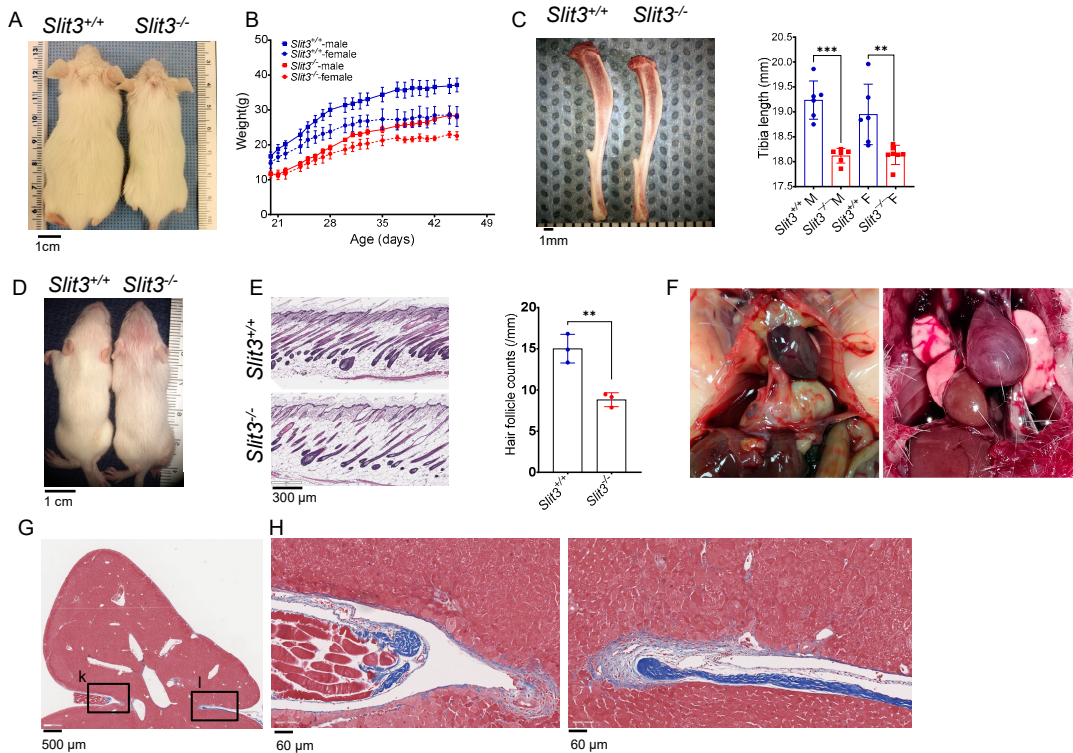 A
Slit3+/+ Slit3-/-
1cm
B
Weight(g)
50
40
30
20
10
0
Slit3+/+-male
Slit3+/+-female
Slit3-/--male
Slit3-/--female
21 28 35 42 49
Age (days)
C
Slit3+/+ Slit3-/-
1mm
Tibia length (mm)
20.5
20.0
19.5
19.0
18.5
18.0
17.5
*** **
Slit3+/+ M
Slit3-/- M
Slit3+/+ F
Slit3-/- F
D
Slit3+/+ Slit3-/-
1 cm
E
Slit3+/+
Slit3-/-
300 µm
Hair follicle counts (/mm)
20
15
10
5
0
**
Slit3+/+
Slit3-/-
F
G
k
l
500 µm
H
60 µm
60 µm